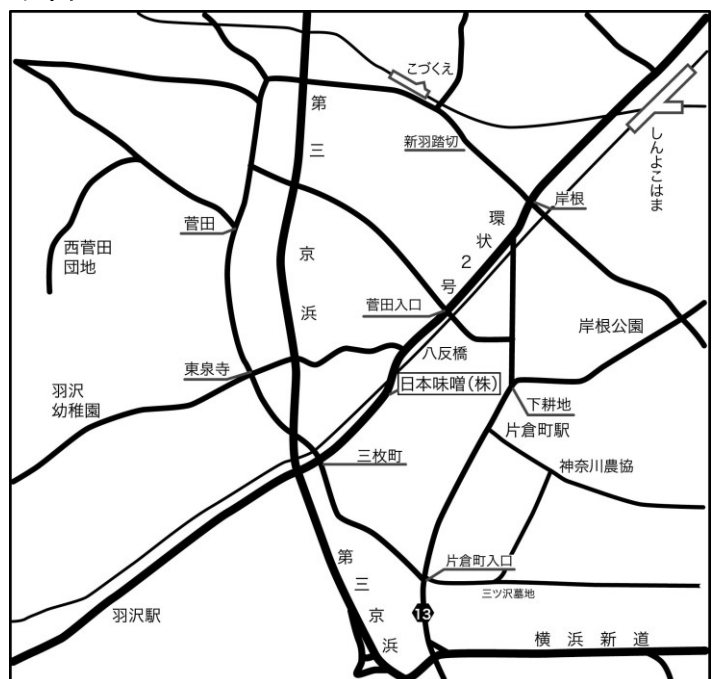 こづくえ
第三京浜
新羽踏切
しんよこはま
岸根
環状2号
菅田
西菅田
団地
菅田入口
岸根公園
八反橋
東泉寺
日本味噌(株)
羽沢
幼稚園
下耕地
片倉町駅
三枚町
神奈川農協
第三京浜
片倉町入口
三ツ沢墓地
羽沢駅
13
横浜新道